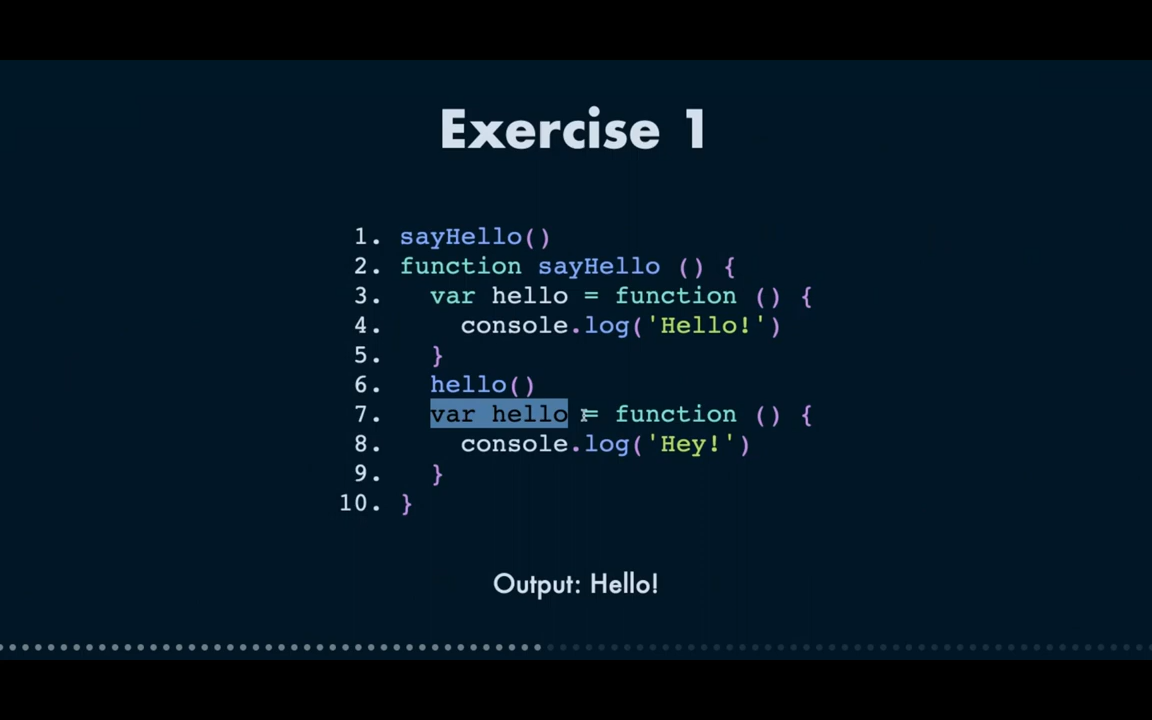 Exercise 1
1. sayHello()
2. function sayHello () {
3. var hello = function () {
4. console.log('Hello!')
5. }
6. hello()
7. var hello = function () {
8. console.log('Hey!')
9. }
10. }
Output: Hello!